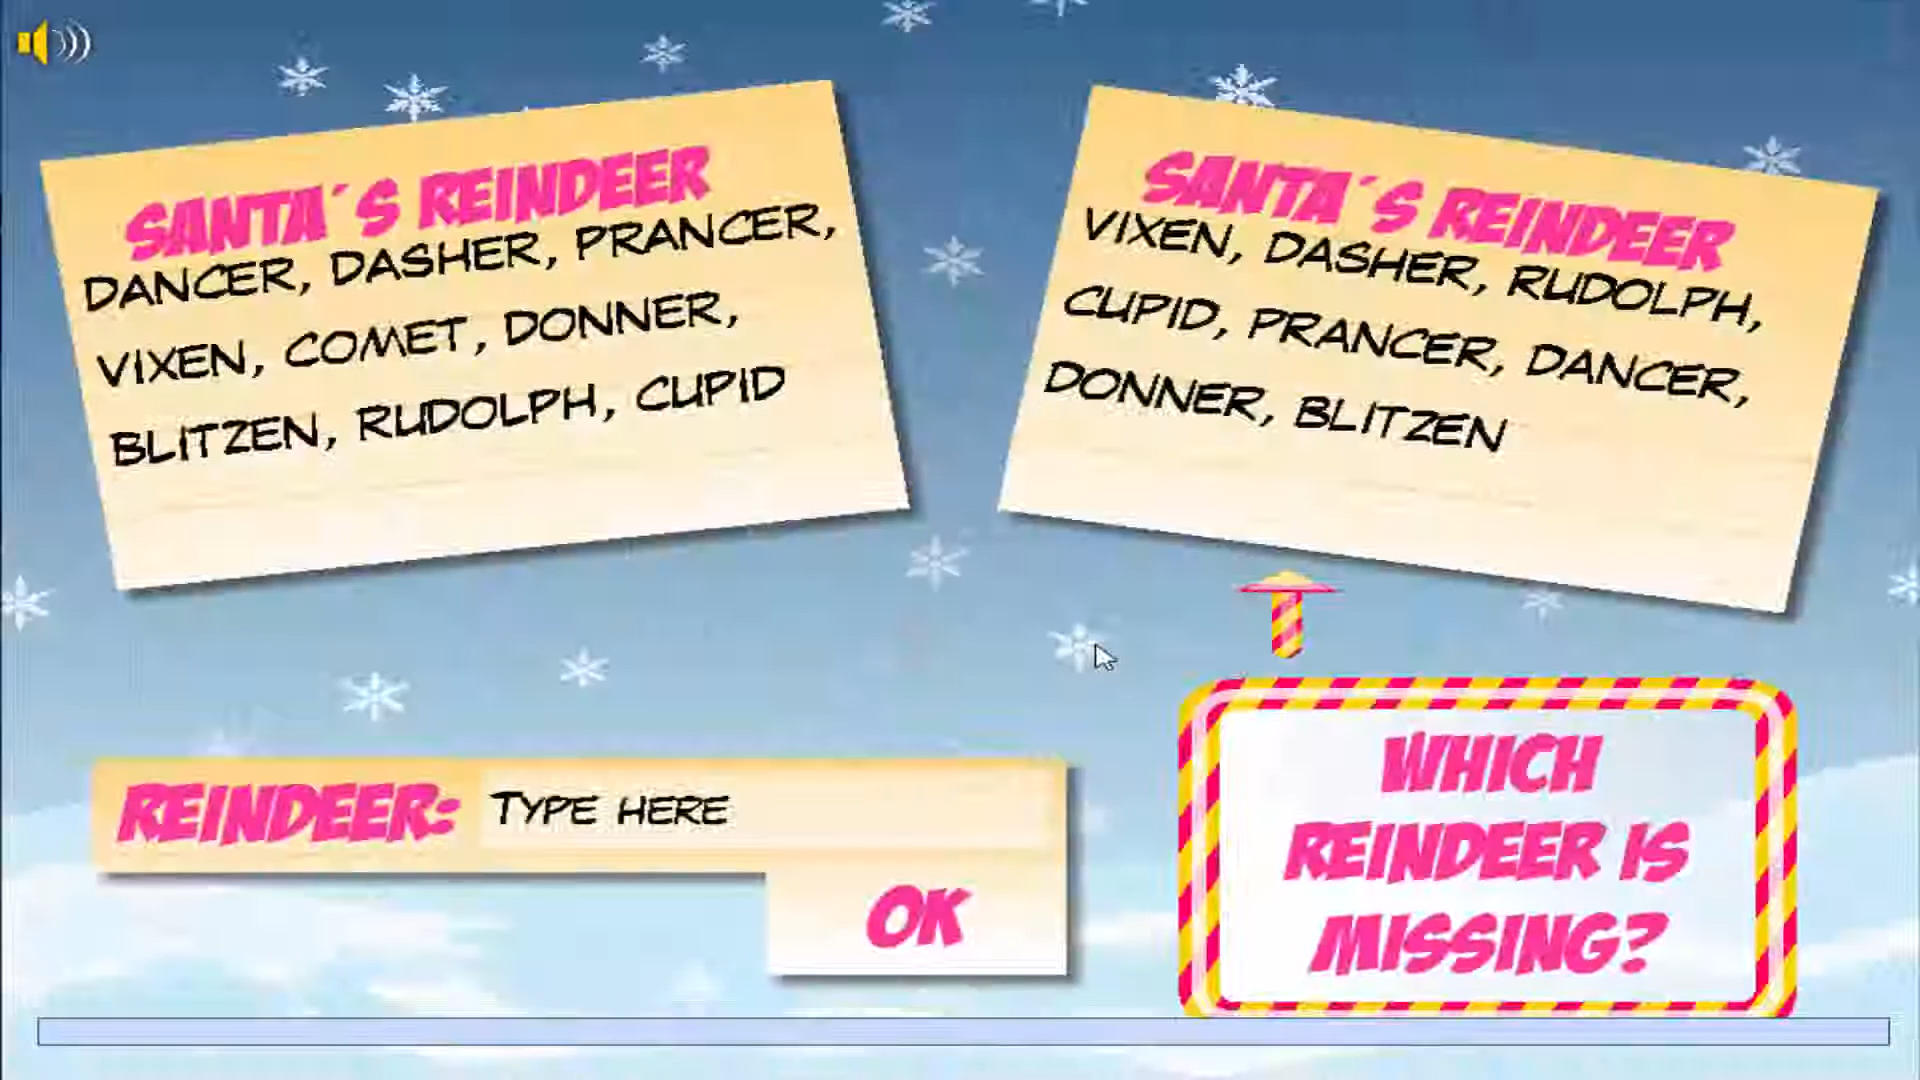 SANTA´S REINDEER
DANCER, DASHER, PRANCER,
VIXEN, COMET, DONNER,
BLITZEN, RUDOLPH, CUPID
SANTA´S REINDEER
VIXEN, DASHER, RUDOLPH,
CUPID, PRANCER, DANCER,
DONNER, BLITZEN
REINDEER: TYPE HERE
OK
WHICH
REINDEER IS
MISSING?